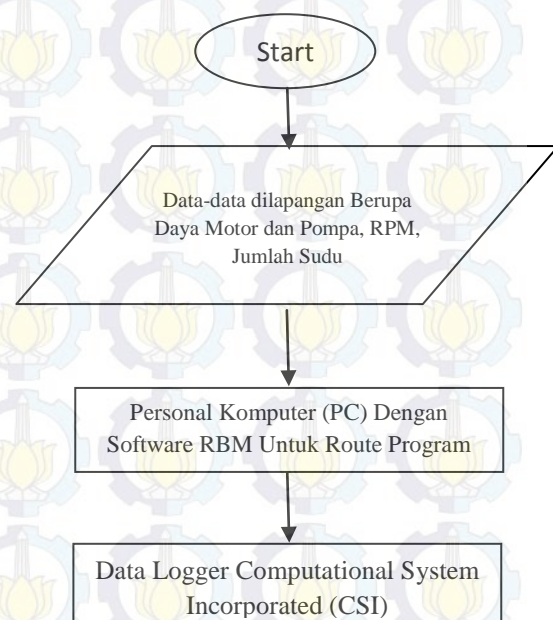 Start
Data-data dilapangan Berupa
Daya Motor dan Pompa, RPM,
Jumlah Sudu
Personal Komputer (PC) Dengan
Software RBM Untuk Route Program
Data Logger Computational System
Incorporated (CSI)